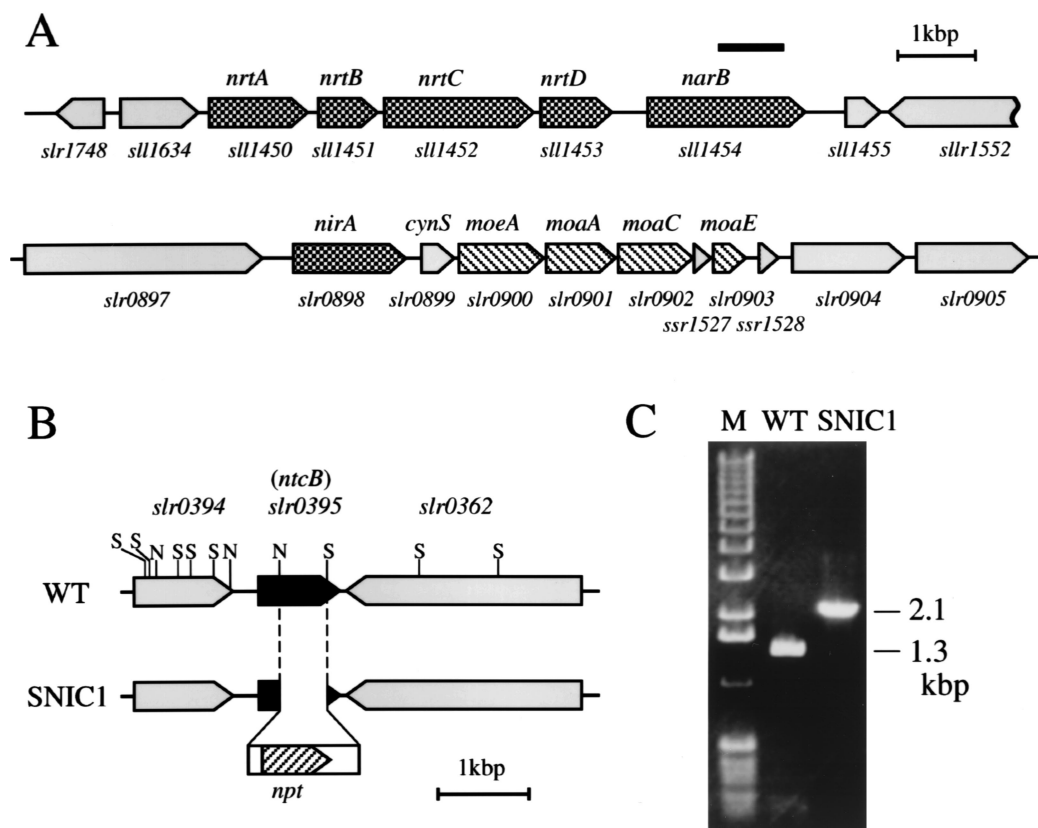 A
1kbp
nrtA nrtB nrtC nrtD narB
slr1748 sll1634 sll1450 sll1451 sll1452 sll1453 sll1454 sll1455 sllr1552
nirA cynS moeA moaA moaC moaE
slr0897 slr0898 slr0899 slr0900 slr0901 slr0902 slr0903 slr0904 slr0905
ssr1527 ssr1528
B
(ntcB)
slr0394 slr0395 slr0362
S S N S S S N N S S S
WT
SNIC1
npt
1kbp
C
M WT SNIC1
2.1
1.3
kbp